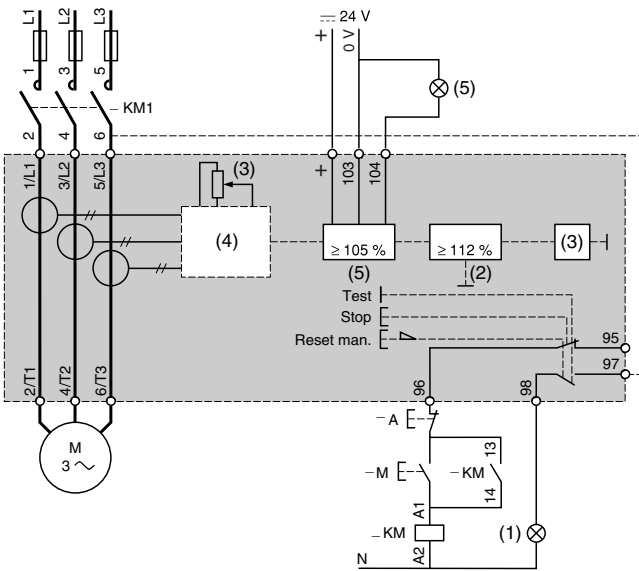 L1 L2 L3
24 V
+ 0 V
1 3 5
(5)
– KM1
2 4 6
1/L1 3/L2 5/L3
+ 103 104
(3)
(4)
≥ 105 %
≥ 112 %
(3)
(5)
(2)
Test
Stop
Reset man.
95
97
2/T1 4/T2 6/T3
96 98
– A
M
3
13
– M
– KM
14
A1
– KM
(1)
A2
N